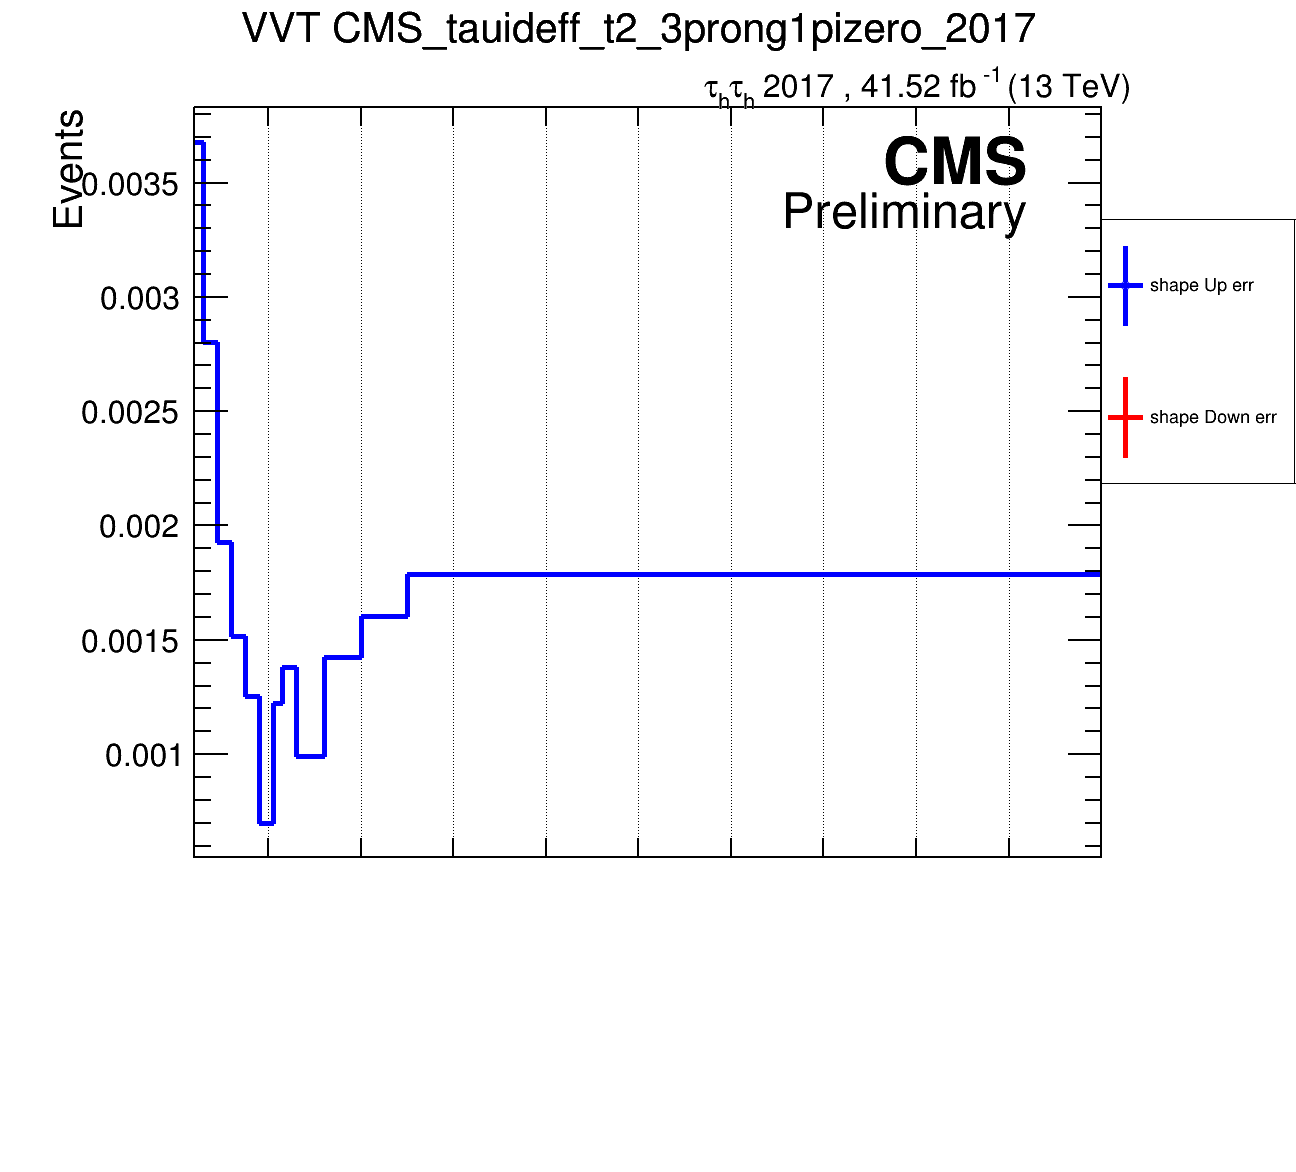 VVT CMS_tauideff_t2_3prong1pizero_2017
τhτh 2017 , 41.52 fb -1 (13 TeV)
Events
CMS
Preliminary
0.0035
0.003
0.0025
0.002
0.0015
0.001
shape Up err
shape Down err